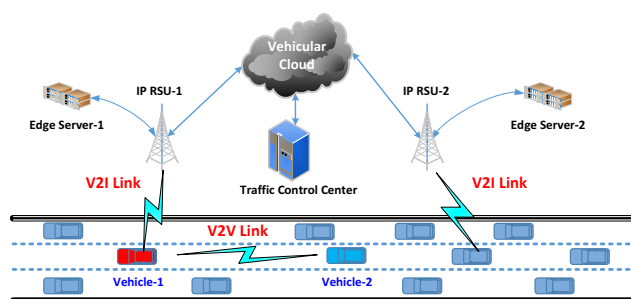 Vehicular
Cloud
IP RSU-1
IP RSU-2
Edge Server-1
Edge Server-2
Traffic Control Center
V2I Link
V2I Link
V2V Link
Vehicle-1
Vehicle-2